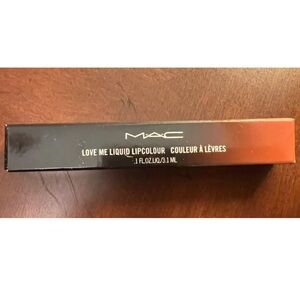 MAC
LOVE ME LIQUID LIPCOLOUR COULEUR À LÈVRES
.1 FL.OZ.LIQ./3.1 ML